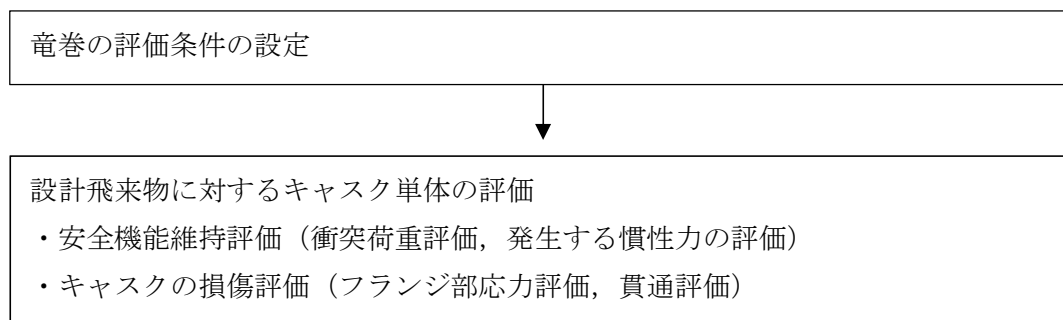 竜巻の評価条件の設定
設計飛来物に対するキャスク単体の評価
・安全機能維持評価（衝突荷重評価，発生する慣性力の評価）
・キャスクの損傷評価（フランジ部応力評価，貫通評価）